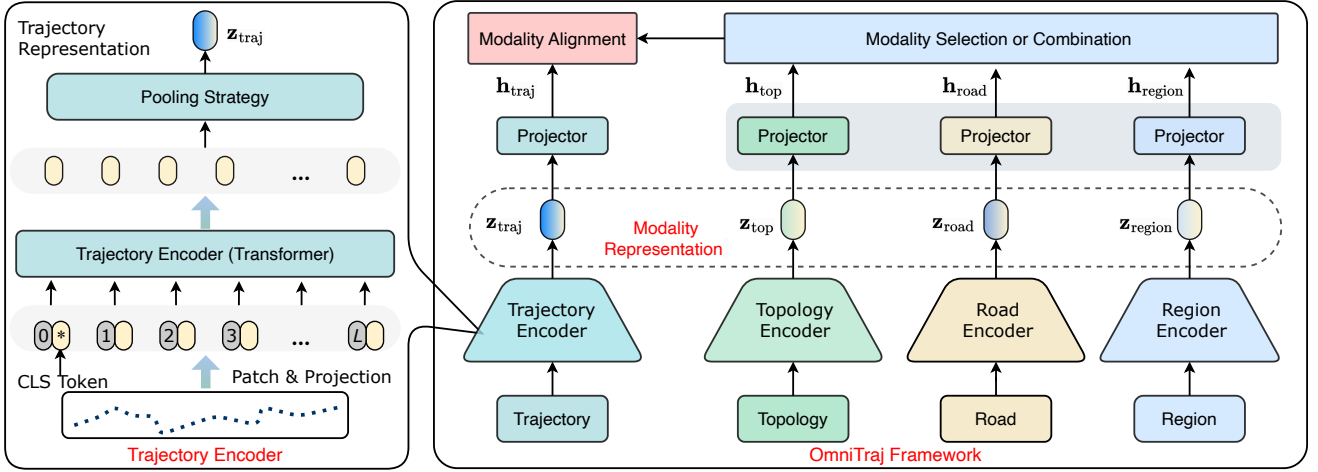 Trajectory
Representation
z_traj
Pooling Strategy
...
Trajectory Encoder (Transformer)
0 * 1 2 3 ... L
CLS Token
Patch & Projection
Trajectory Encoder
Modality Alignment
Modality Selection or Combination
h_traj
h_top
h_road
h_region
Projector
Projector
Projector
Projector
z_traj
Modality
Representation
z_top
z_road
z_region
Trajectory
Encoder
Topology
Encoder
Road
Encoder
Region
Encoder
Trajectory
Topology
Road
Region
OmniTraj Framework